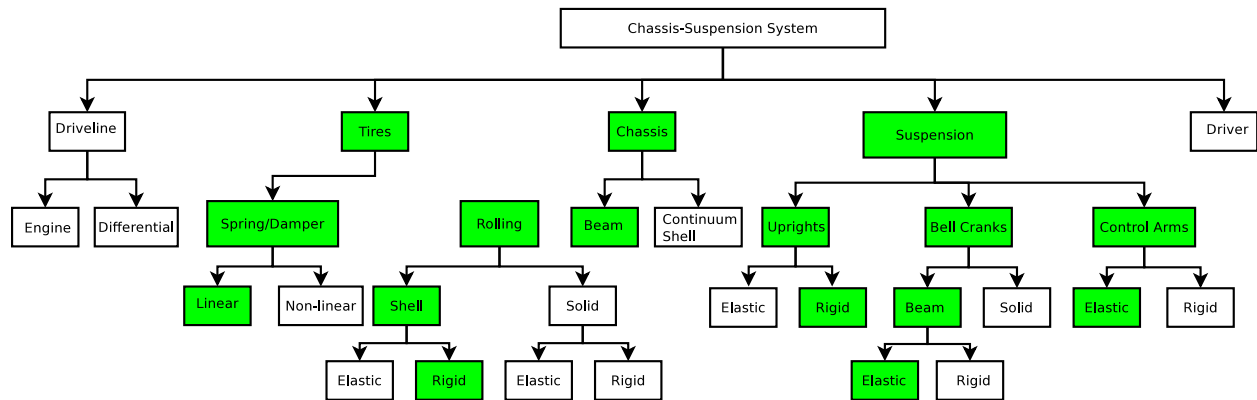 Chassis-Suspension System
Driveline
Tires
Chassis
Suspension
Driver
Engine
Differential
Spring/Damper
Rolling
Beam
Continuum
Shell
Uprights
Bell Cranks
Control Arms
Linear
Non-linear
Shell
Solid
Elastic
Rigid
Beam
Solid
Elastic
Rigid
Elastic
Rigid
Elastic
Rigid
Elastic
Rigid